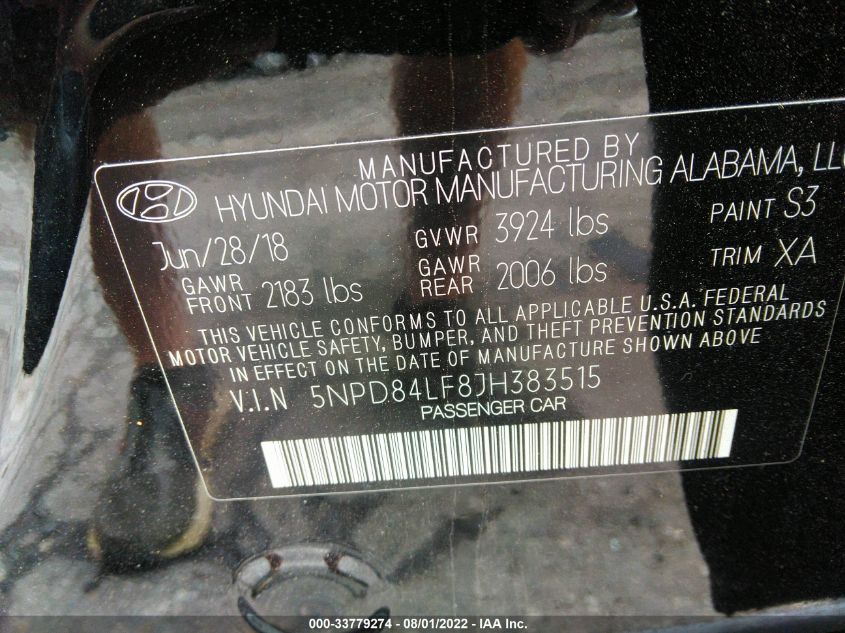 MANUFACTURED BY
HYUNDAI MOTOR MANUFACTURING ALABAMA, LLC
Jun/28/18 GVWR 3924 lbs PAINT S3
GAWR FRONT 2183 lbs GAWR REAR 2006 lbs TRIM XA
THIS VEHICLE CONFORMS TO ALL APPLICABLE U.S.A. FEDERAL
MOTOR VEHICLE SAFETY, BUMPER, AND THEFT PREVENTION STANDARDS
IN EFFECT ON THE DATE OF MANUFACTURE SHOWN ABOVE
V.I.N 5NPD84LF8JH383515
PASSENGER CAR
000-33779274 - 08/01/2022 - IAA Inc.